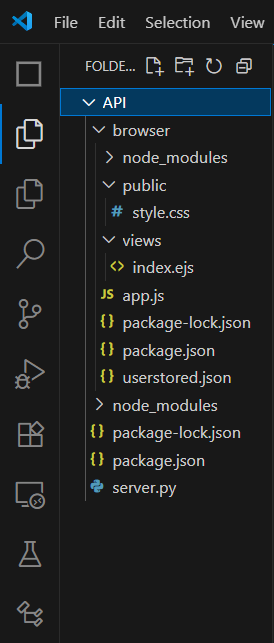 File Edit Selection View
FOLDE...
API
browser
node_modules
public
# style.css
views
<> index.ejs
JS app.js
{} package-lock.json
{} package.json
{} userstored.json
node_modules
{} package-lock.json
{} package.json
server.py